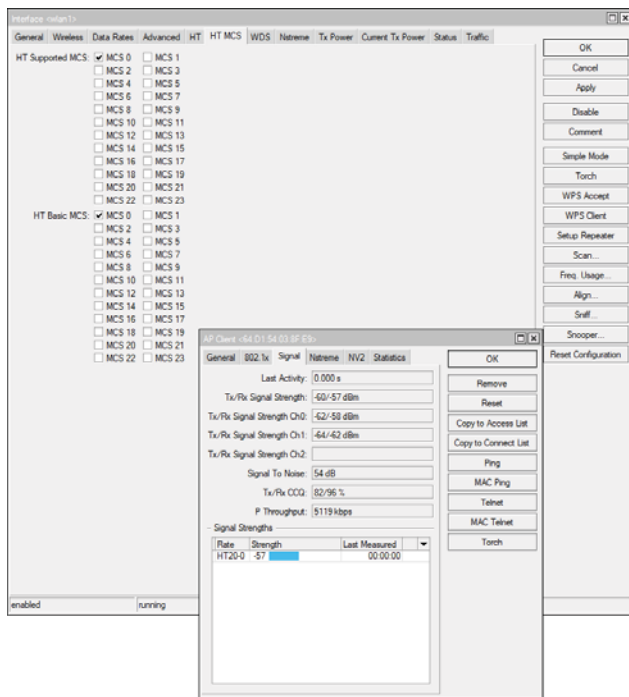 Interface <wlan1>
General Wireless Data Rates Advanced HT HT MCS WDS Nstreme Tx Power Current Tx Power Status Traffic
HT Supported MCS: MCS 0 MCS 1
MCS 2 MCS 3
MCS 4 MCS 5
MCS 6 MCS 7
MCS 8 MCS 9
MCS 10 MCS 11
MCS 12 MCS 13
MCS 14 MCS 15
MCS 16 MCS 17
MCS 18 MCS 19
MCS 20 MCS 21
MCS 22 MCS 23
HT Basic MCS: MCS 0 MCS 1
MCS 2 MCS 3
MCS 4 MCS 5
MCS 6 MCS 7
MCS 8 MCS 9
MCS 10 MCS 11
MCS 12 MCS 13
MCS 14 MCS 15
MCS 16 MCS 17
MCS 18 MCS 19
MCS 20 MCS 21
MCS 22 MCS 23
OK
Cancel
Apply
Disable
Comment
Simple Mode
Torch
WPS Accept
WPS Client
Setup Repeater
Scan...
Freq. Usage...
Align...
Sniff...
Snooper...
Reset Configuration
enabled running
AP Client <64:D1:54:03:8F:E9>
General 802.1x Signal Nstreme NV2 Statistics
Last Activity: 0.000 s
Tx/Rx Signal Strength: -60/-57 dBm
Tx/Rx Signal Strength Ch0: -62/-58 dBm
Tx/Rx Signal Strength Ch1: -64/-62 dBm
Tx/Rx Signal Strength Ch2:
Signal To Noise: 54 dB
Tx/Rx CCQ: 82/96 %
P Throughput: 5119 kbps
Signal Strengths
Rate Strength Last Measured
HT20-0 -57 00:00:00
OK
Remove
Reset
Copy to Access List
Copy to Connect List
Ping
MAC Ping
Telnet
MAC Telnet
Torch